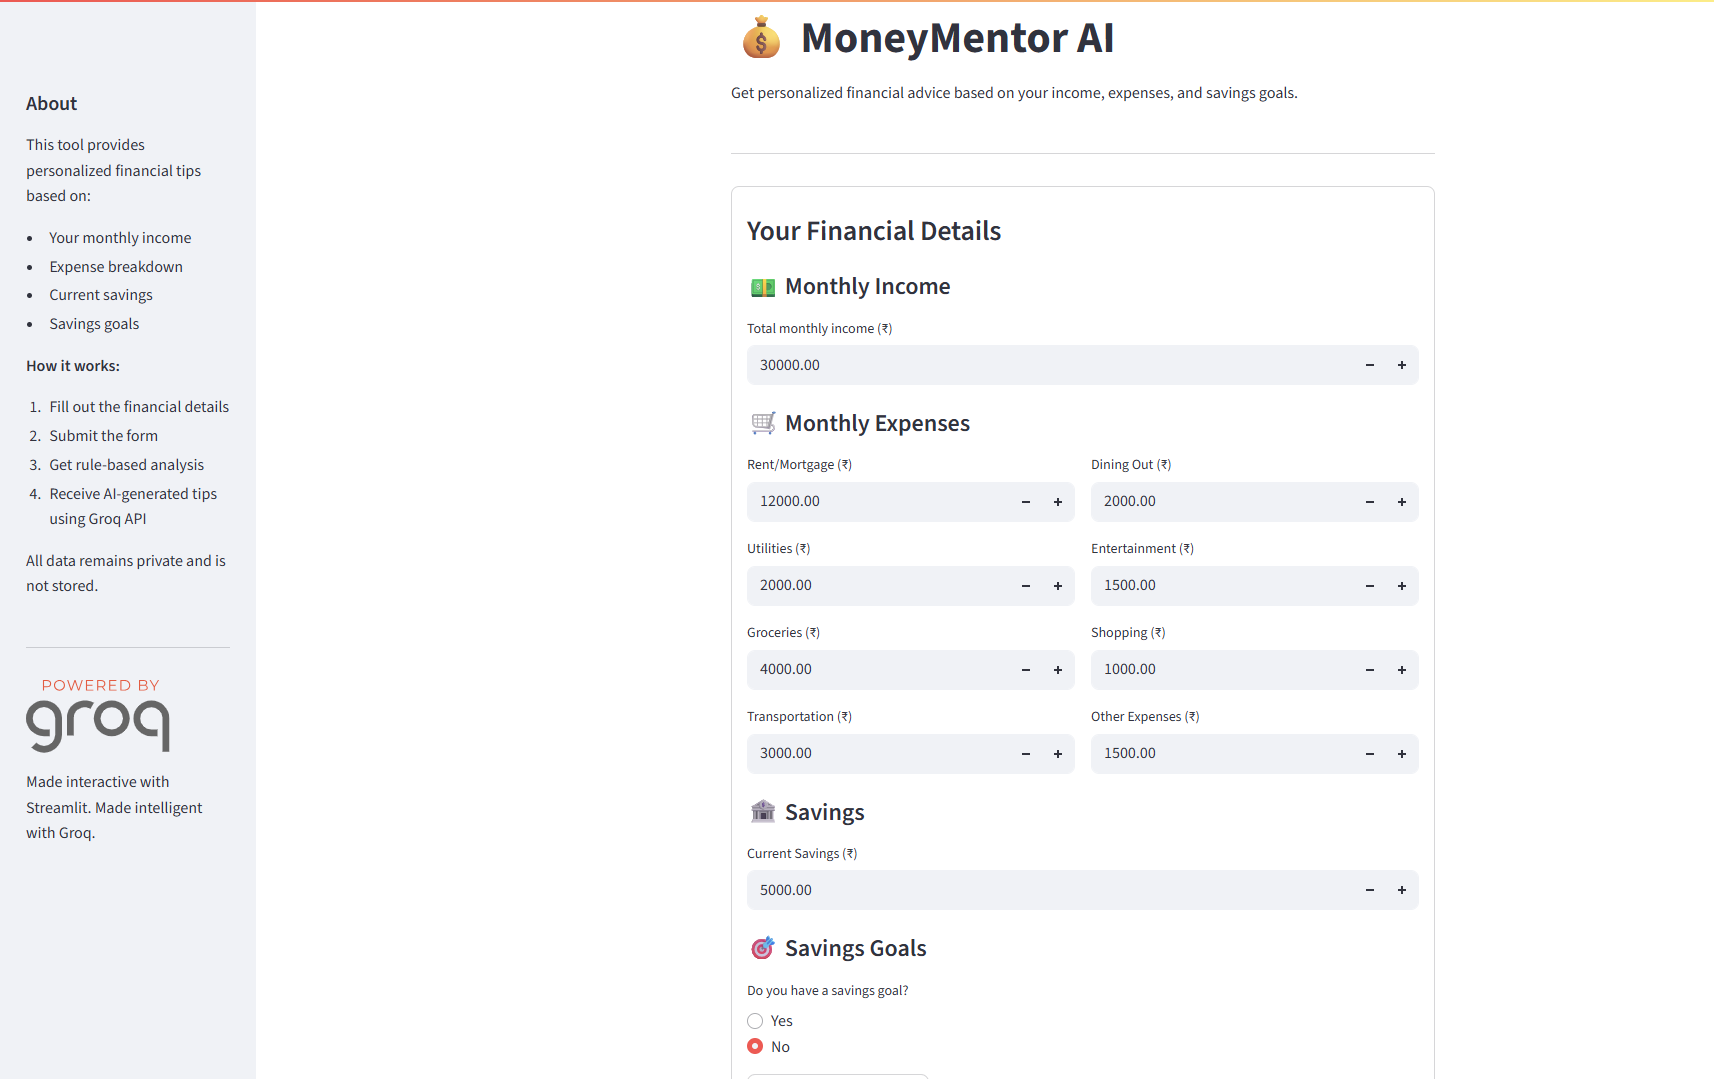 About
This tool provides
personalized financial tips
based on:
• Your monthly income
• Expense breakdown
• Current savings
• Savings goals
How it works:
1. Fill out the financial details
2. Submit the form
3. Get rule-based analysis
4. Receive AI-generated tips
using Groq API
All data remains private and is
not stored.
POWERED BY
groq
Made interactive with
Streamlit. Made intelligent
with Groq.
MoneyMentor AI
Get personalized financial advice based on your income, expenses, and savings goals.
Your Financial Details
Monthly Income
Total monthly income (₹)
30000.00 − +
Monthly Expenses
Rent/Mortgage (₹)
12000.00 − +
Utilities (₹)
2000.00 − +
Groceries (₹)
4000.00 − +
Transportation (₹)
3000.00 − +
Dining Out (₹)
2000.00 − +
Entertainment (₹)
1500.00 − +
Shopping (₹)
1000.00 − +
Other Expenses (₹)
1500.00 − +
Savings
Current Savings (₹)
5000.00 − +
Savings Goals
Do you have a savings goal?
Yes
No